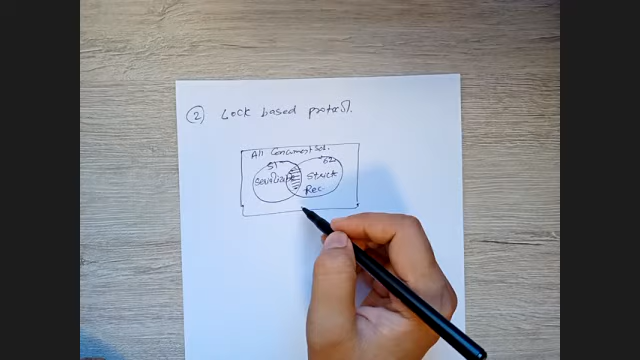 ② Lock based protocol.
All Concurrent Sch.
S1
S2
Serializable
Strict
Rec